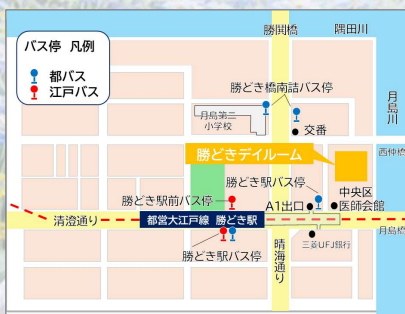 勝鬨橋
隅田川
バス停 凡例
都バス
江戸バス
勝どき橋南詰バス停
月島第二
小学校
交番
月島川
西仲橋
勝どきデイルーム
勝どき駅バス停
勝どき駅前バス停
中央区
医師会館
A1出口
清澄通り
都営大江戸線 勝どき駅
月島橋
勝どき駅バス停
晴海通り
三菱UFJ銀行